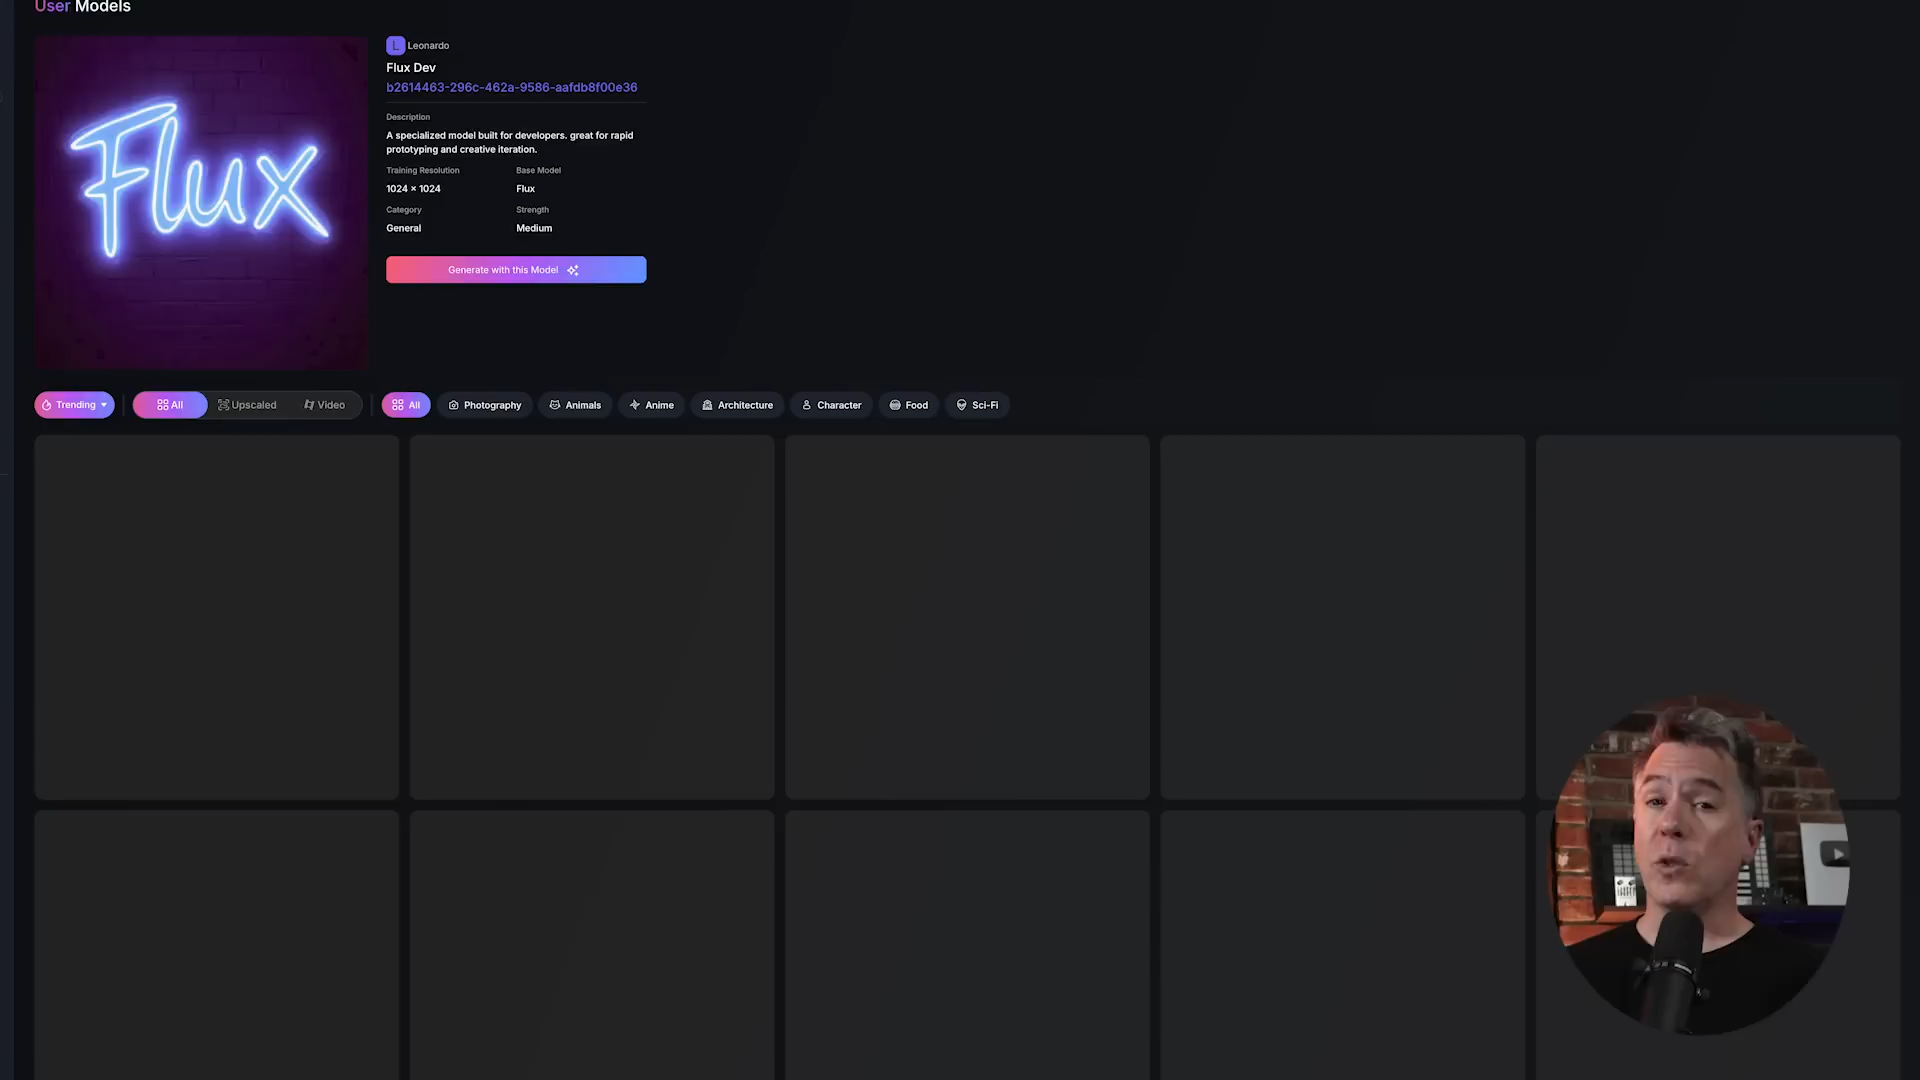 User Models
Flux
L Leonardo
Flux Dev
b2614463-296c-462a-9586-aafdb8f00e36
Description
A specialized model built for developers. great for rapid
prototyping and creative iteration.
Training Resolution Base Model
1024 × 1024 Flux
Category Strength
General Medium
Generate with this Model
Trending All Upscaled Video All Photography Animals Anime Architecture Character Food Sci-Fi